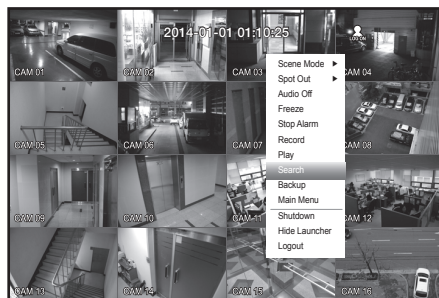 2014-01-01 01:10:25
LOG ON
CAM 01
CAM 02
CAM 03
CAM 04
Scene Mode ▶
Spot Out ▶
Audio Off
Freeze
Stop Alarm
Record
Play
Search
Backup
Main Menu
Shutdown
Hide Launcher
Logout
CAM 05
CAM 06
CAM 07
CAM 08
CAM 09
CAM 10
CAM 11
CAM 12
CAM 13
CAM 14
CAM 15
CAM 16